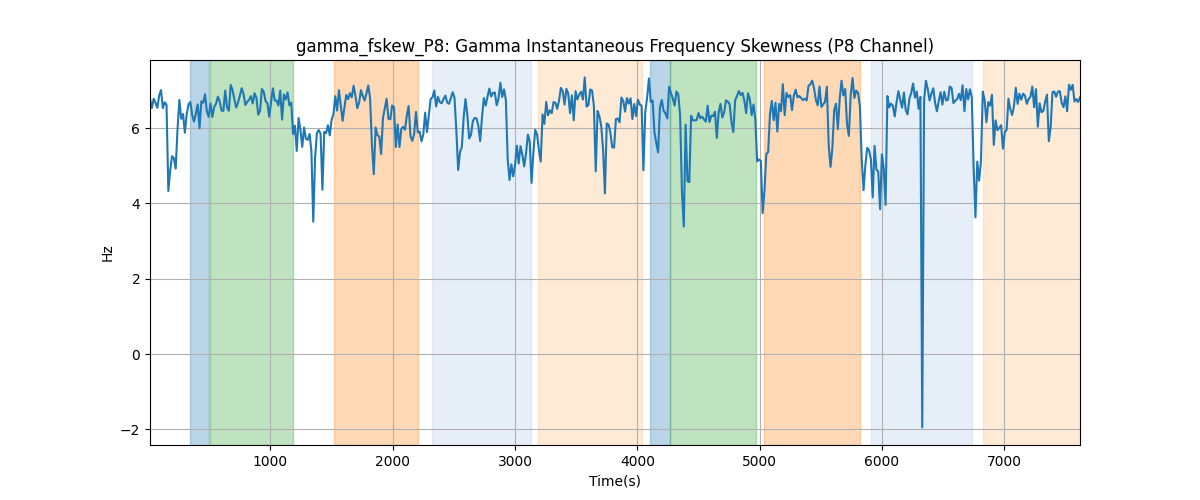 gamma_fskew_P8: Gamma Instantaneous Frequency Skewness (P8 Channel)
6
4
2
0
−2
Hz
1000 2000 3000 4000 5000 6000 7000
Time(s)